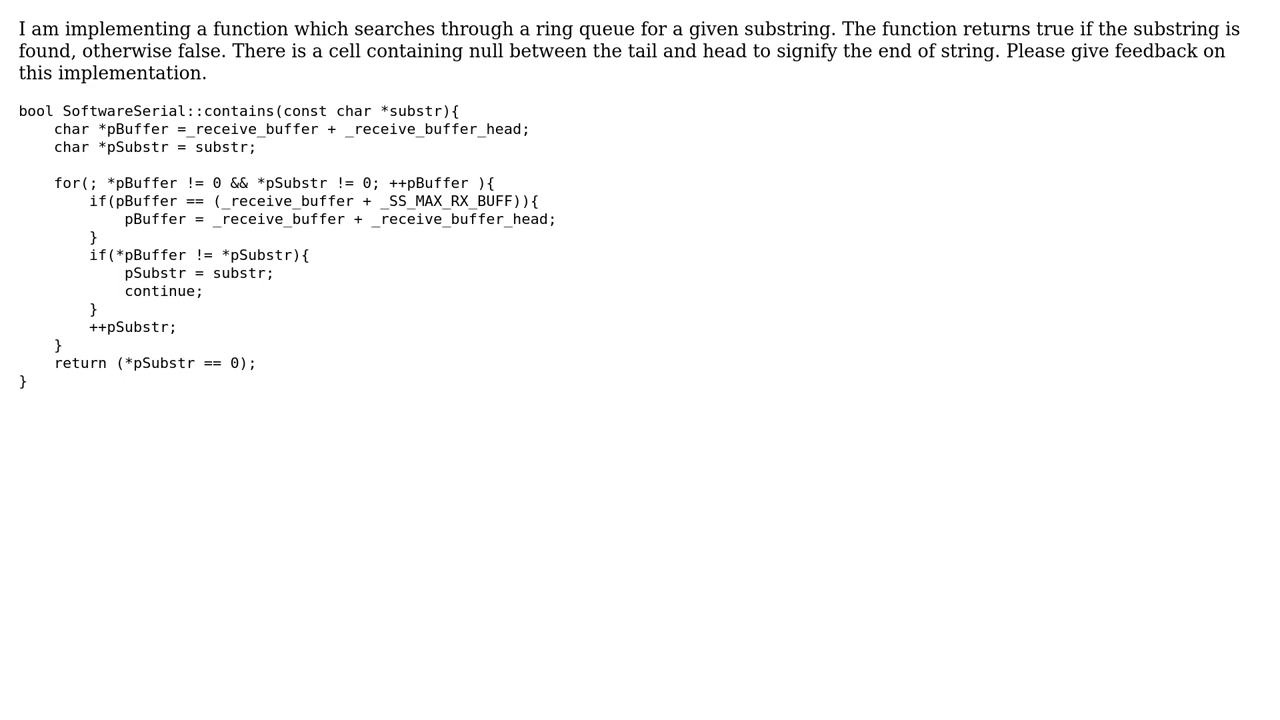 I am implementing a function which searches through a ring queue for a given substring. The function returns true if the substring is
found, otherwise false. There is a cell containing null between the tail and head to signify the end of string. Please give feedback on
this implementation.
bool SoftwareSerial::contains(const char *substr){
    char *pBuffer =_receive_buffer + _receive_buffer_head;
    char *pSubstr = substr;
    for(; *pBuffer != 0 && *pSubstr != 0; ++pBuffer ){
        if(pBuffer == (_receive_buffer + _SS_MAX_RX_BUFF)){
            pBuffer = _receive_buffer + _receive_buffer_head;
        }
        if(*pBuffer != *pSubstr){
            pSubstr = substr;
            continue;
        }
        ++pSubstr;
    }
    return (*pSubstr == 0);
}